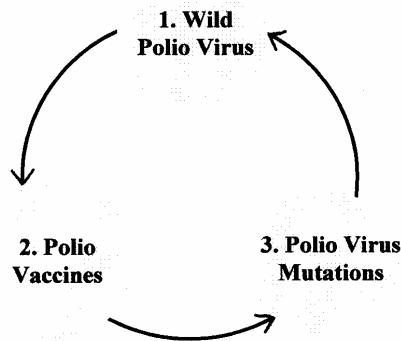 1. Wild
Polio Virus
2. Polio
Vaccines
3. Polio Virus
Mutations